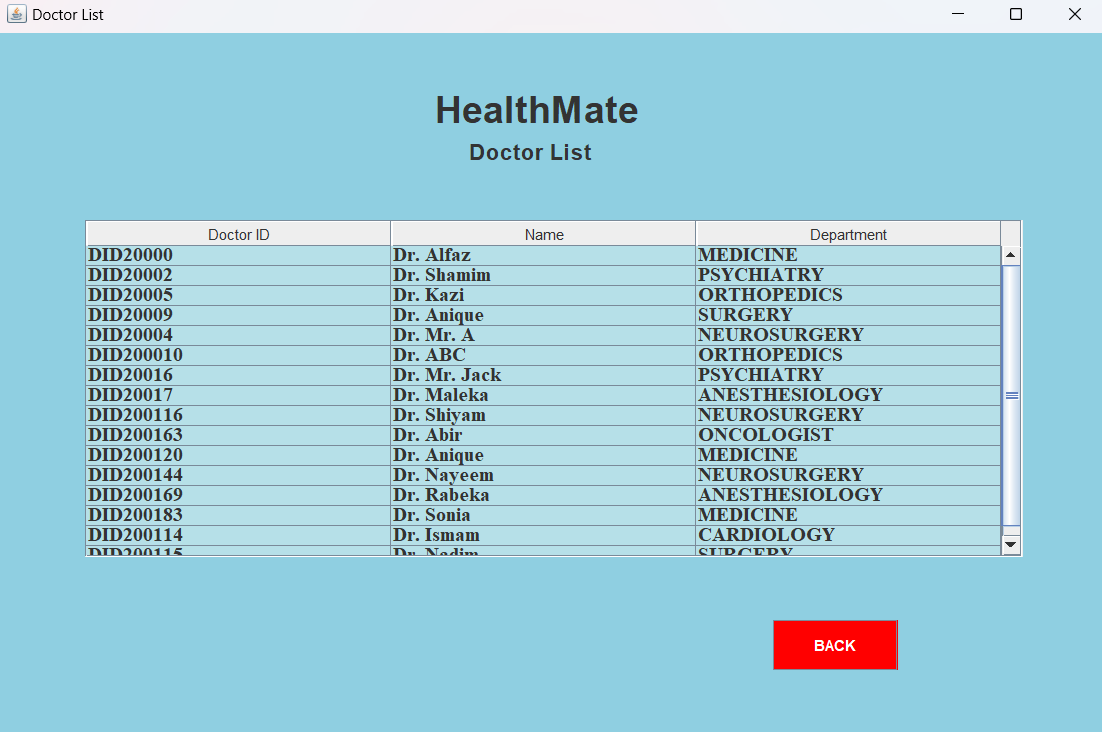 Doctor List
HealthMate
Doctor List
Doctor ID Name Department
DID20000 Dr. Alfaz MEDICINE
DID20002 Dr. Shamim PSYCHIATRY
DID20005 Dr. Kazi ORTHOPEDICS
DID20009 Dr. Anique SURGERY
DID20004 Dr. Mr. A NEUROSURGERY
DID200010 Dr. ABC ORTHOPEDICS
DID20016 Dr. Mr. Jack PSYCHIATRY
DID20017 Dr. Maleka ANESTHESIOLOGY
DID200116 Dr. Shiyam NEUROSURGERY
DID200163 Dr. Abir ONCOLOGIST
DID200120 Dr. Anique MEDICINE
DID200144 Dr. Nayeem NEUROSURGERY
DID200169 Dr. Rabeka ANESTHESIOLOGY
DID200183 Dr. Sonia MEDICINE
DID200114 Dr. Ismam CARDIOLOGY
DID200115 Dr. Nadim SURGERY
BACK